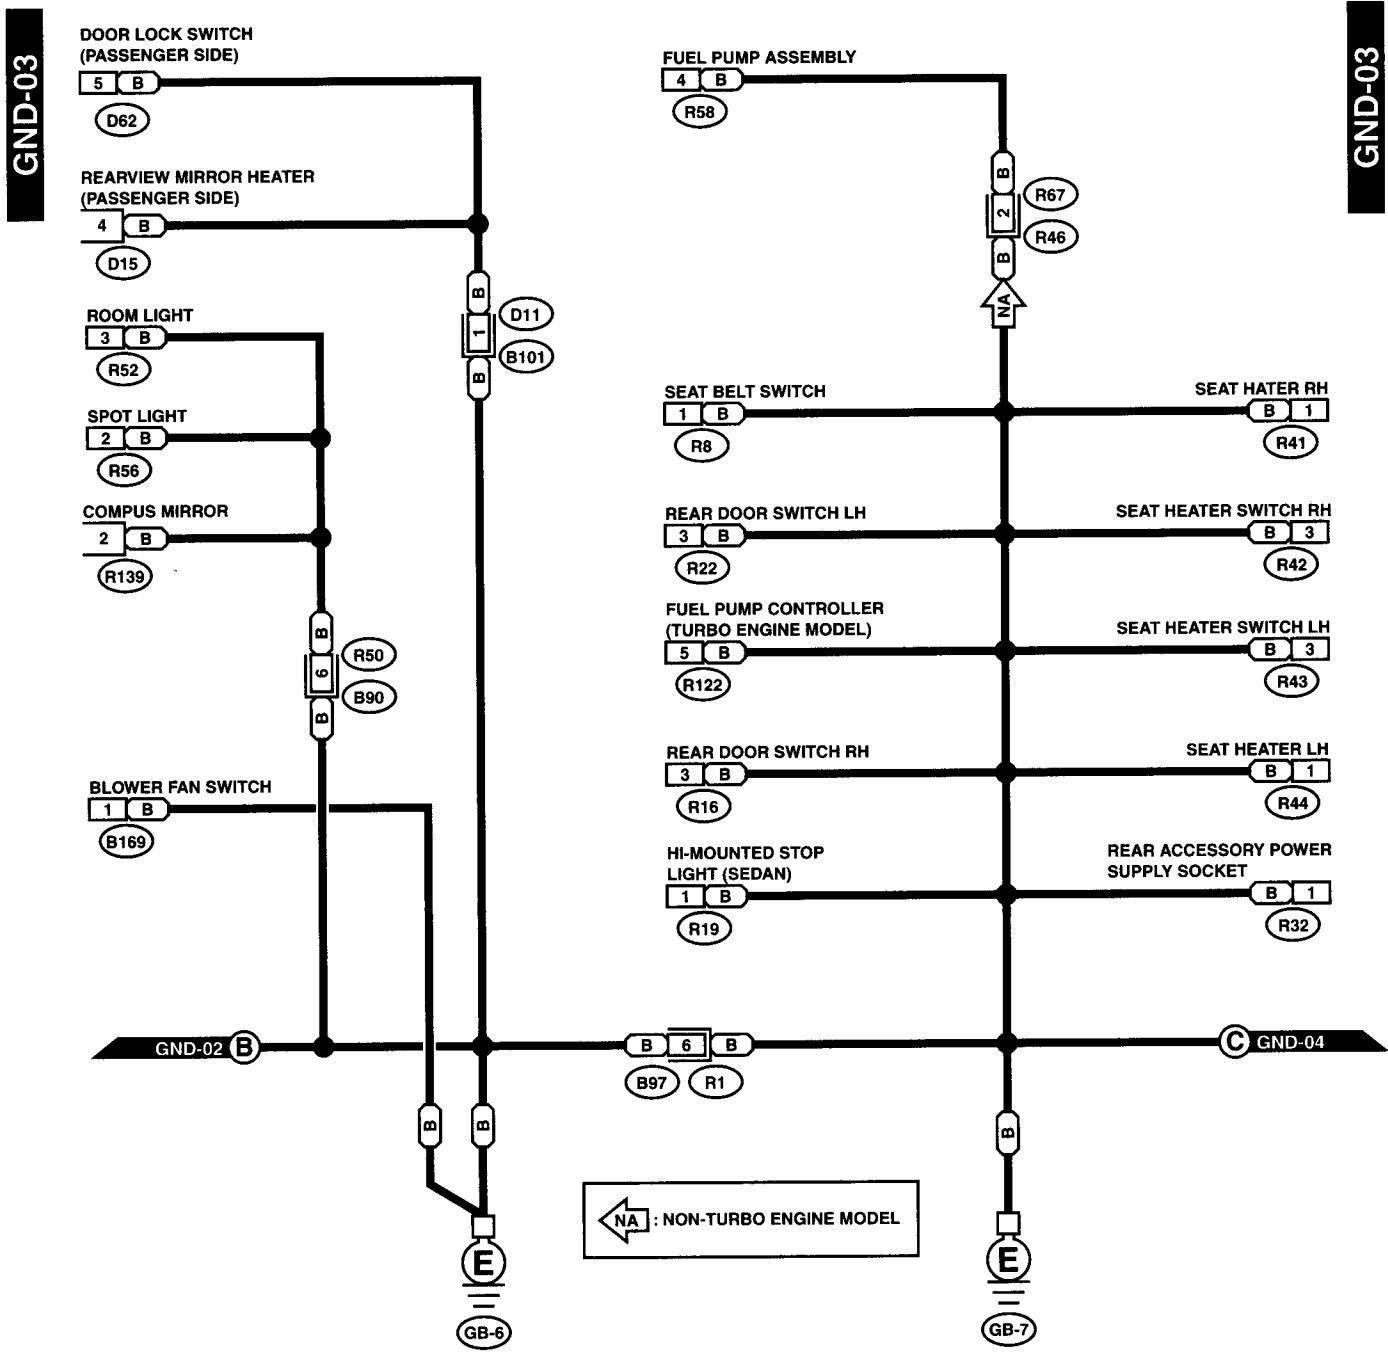 GND-03
GND-03
DOOR LOCK SWITCH
(PASSENGER SIDE)
5 B
D62
REARVIEW MIRROR HEATER
(PASSENGER SIDE)
4 B
D15
ROOM LIGHT
3 B
R52
SPOT LIGHT
2 B
R56
COMPUS MIRROR
2 B
R139
B
1
B
D11
B101
B
6
B
R50
B90
BLOWER FAN SWITCH
1 B
B169
FUEL PUMP ASSEMBLY
4 B
R58
B
2
B
R67
R46
NA
SEAT BELT SWITCH
1 B
R8
SEAT HATER RH
B 1
R41
REAR DOOR SWITCH LH
3 B
R22
SEAT HEATER SWITCH RH
B 3
R42
FUEL PUMP CONTROLLER
(TURBO ENGINE MODEL)
5 B
R122
SEAT HEATER SWITCH LH
B 3
R43
REAR DOOR SWITCH RH
3 B
R16
SEAT HEATER LH
B 1
R44
HI-MOUNTED STOP
LIGHT (SEDAN)
1 B
R19
REAR ACCESSORY POWER
SUPPLY SOCKET
B 1
R32
GND-02 B
B 6 B
B97 R1
C GND-04
B
B
B
NA : NON-TURBO ENGINE MODEL
E
GB-6
E
GB-7